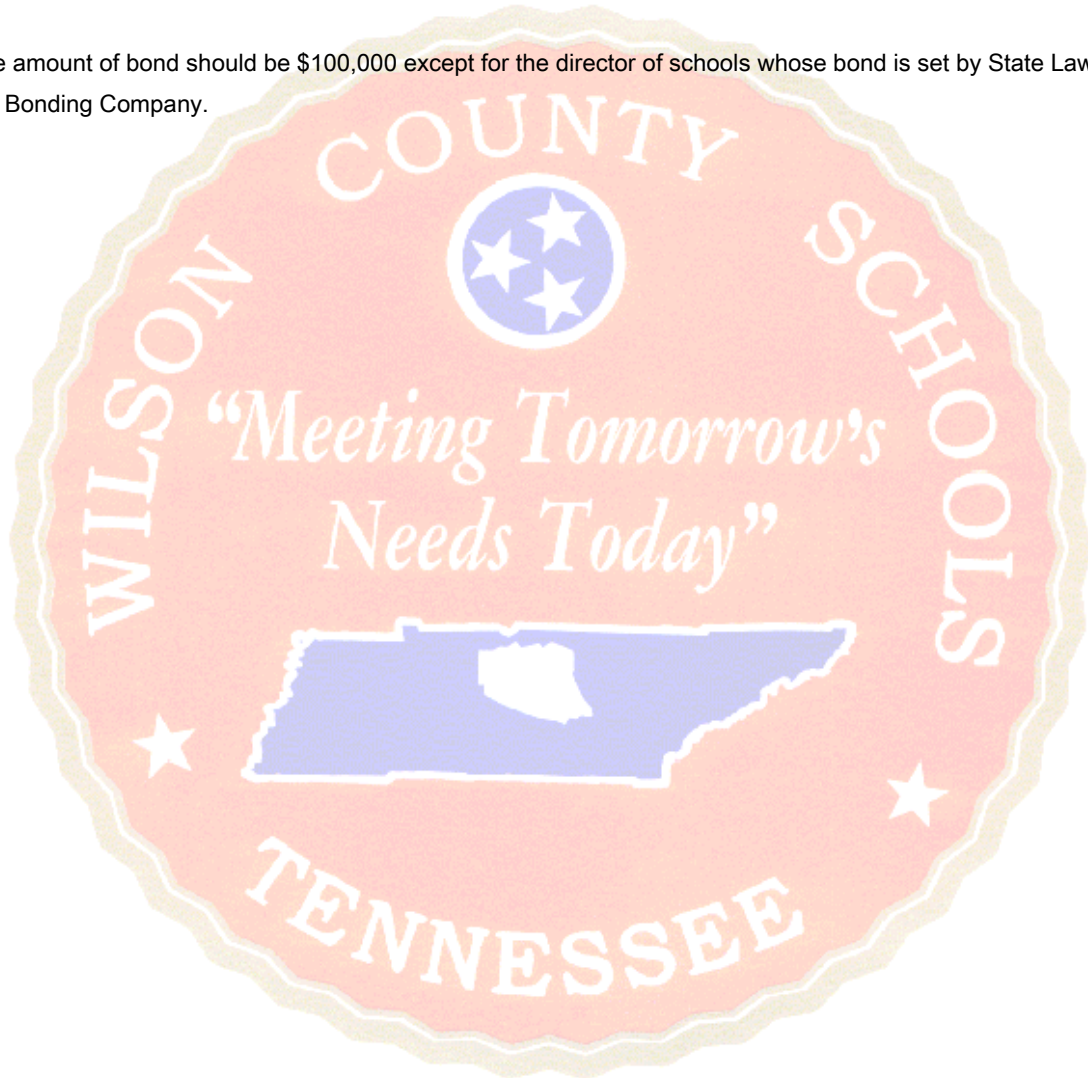 amount of bond should be $100,000 except for the director of schools whose bond is set by State Law
Bonding Company.
WILSON COUNTY SCHOOLS
“Meeting Tomorrow's
Needs Today”
TENNESSEE